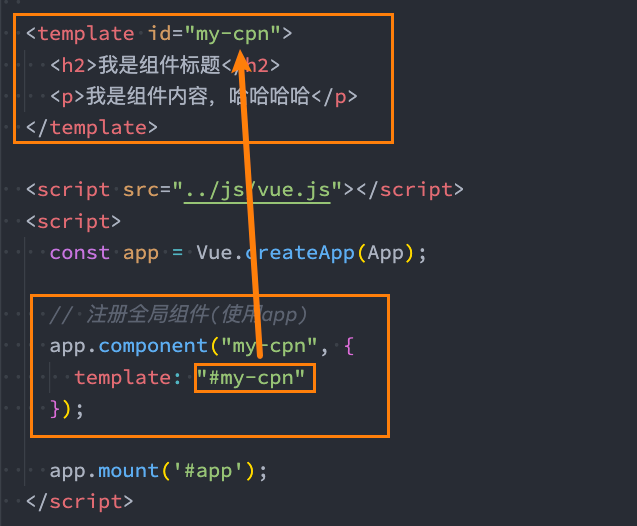 <template id="my-cpn">
<h2>我是组件标题</h2>
<p>我是组件内容，哈哈哈哈</p>
</template>
<script src="../js/vue.js"></script>
<script>
const app = Vue.createApp(App);
// 注册全局组件(使用app)
app.component("my-cpn", {
template: "#my-cpn"
});
app.mount('#app');
</script>